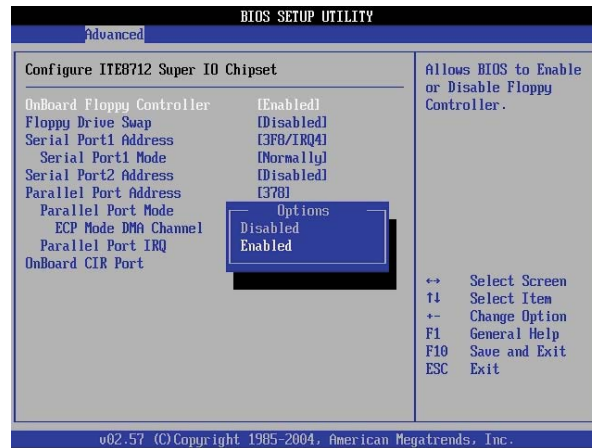 BIOS SETUP UTILITY
Advanced
Configure ITE8712 Super IO Chipset
OnBoard Floppy Controller [Enabled]
Floppy Drive Swap [Disabled]
Serial Port1 Address [3F8/IRQ4]
Serial Port1 Mode [Normally]
Serial Port2 Address [Disabled]
Parallel Port Address [378]
Parallel Port Mode
ECP Mode DMA Channel
Parallel Port IRQ
OnBoard CIR Port
Options
Disabled
Enabled
Allows BIOS to Enable
or Disable Floppy
Controller.
↔ Select Screen
↑↓ Select Item
+- Change Option
F1 General Help
F10 Save and Exit
ESC Exit
v02.57 (C)Copyright 1985-2004, American Megatrends, Inc.